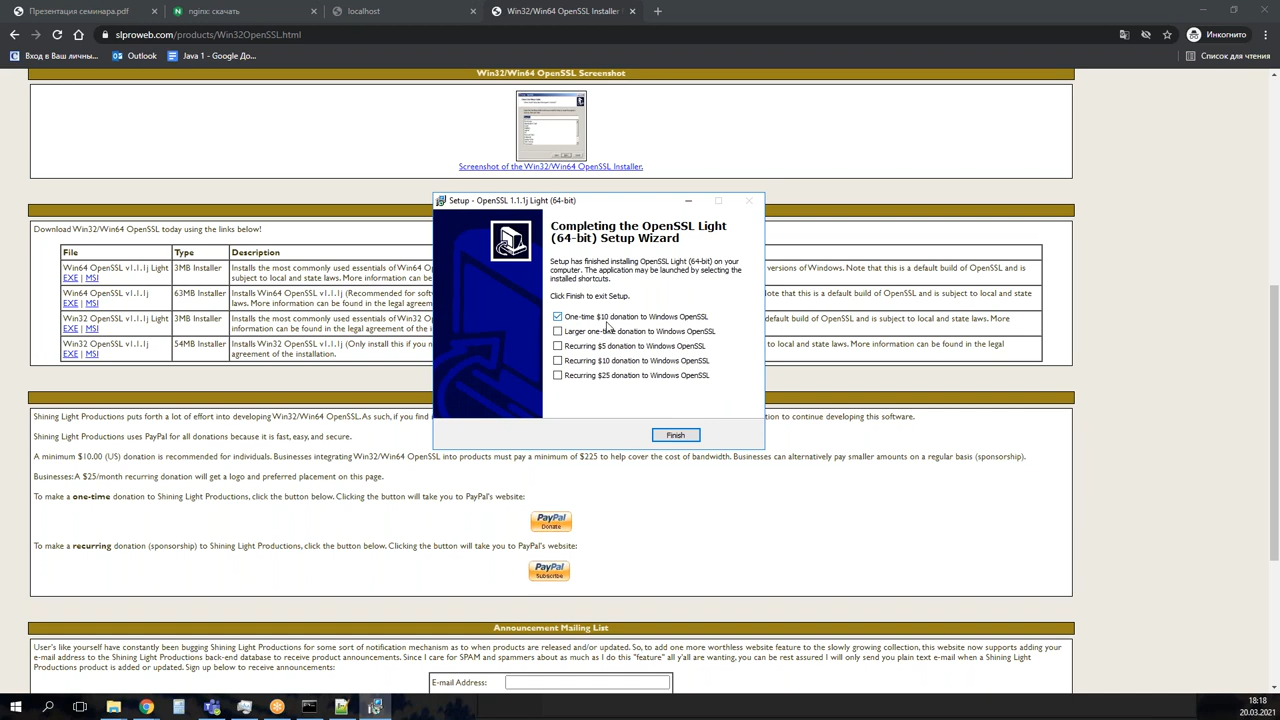 Презентация семинара.pdf
nginx скачать
localhost
Win32/Win64 OpenSSL Installer
slproweb.com/products/Win32OpenSSL.html
Инкогнито
Вход в Ваш личны...
Outlook
Java 1 - Google До...
Список для чтения
Win32/Win64 OpenSSL Screenshot
Screenshot of the Win32/Win64 OpenSSL Installer.
Download Win32/Win64 OpenSSL today using the links below!
File Type Description
Win64 OpenSSL v1.1.1j Light
EXE | MSI
3MB Installer
Installs the most commonly used essentials of Win64 O
versions of Windows. Note that this is a default build of OpenSSL and is
subject to local and state laws. More information can b
Win64 OpenSSL v1.1.1j
EXE | MSI
63MB Installer
Installs Win64 OpenSSL v1.1.1j (Recommended for sof
Note that this is a default build of OpenSSL and is subject to local and state
laws. More information can be found in the legal agreem
Win32 OpenSSL v1.1.1j Light
EXE | MSI
3MB Installer
Installs the most commonly used essentials of Win32 O
default build of OpenSSL and is subject to local and state laws. More
information can be found in the legal agreement of the i
Win32 OpenSSL v1.1.1j
EXE | MSI
54MB Installer
Installs Win32 OpenSSL v1.1.1j (Only install this if you n
to local and state laws. More information can be found in the legal
agreement of the installation.
Setup - OpenSSL 1.1.1j Light (64-bit)
Completing the OpenSSL Light
(64-bit) Setup Wizard
Setup has finished installing OpenSSL Light (64-bit) on your
computer. The application may be launched by selecting the
installed shortcuts.
Click Finish to exit Setup.
One-time $10 donation to Windows OpenSSL
Larger one-time donation to Windows OpenSSL
Recurring $5 donation to Windows OpenSSL
Recurring $10 donation to Windows OpenSSL
Recurring $25 donation to Windows OpenSSL
Finish
Shining Light Productions puts forth a lot of effort into developing Win32/Win64 OpenSSL. As such, if you find i
tion to continue developing this software.
Shining Light Productions uses PayPal for all donations because it is fast, easy, and secure.
A minimum $10.00 (US) donation is recommended for individuals. Businesses integrating Win32/Win64 OpenSSL into products must pay a minimum of $225 to help cover the cost of bandwidth. Businesses can alternatively pay smaller amounts on a regular basis (sponsorship).
Businesses: A $25/month recurring donation will get a logo and preferred placement on this page.
To make a one-time donation to Shining Light Productions, click the button below. Clicking the button will take you to PayPal's website:
PayPal
Donate
To make a recurring donation (sponsorship) to Shining Light Productions, click the button below. Clicking the button will take you to PayPal's website:
PayPal
Subscribe
Announcement Mailing List
User's like yourself have constantly been bugging Shining Light Productions for some sort of notification mechanism as to when products are released and/or updated. So, to add one more worthless website feature to the slowly growing collection, this website now supports adding your
e-mail address to the Shining Light Productions back-end database to receive product announcements. Since I care for SPAM and spammers about as much as I do this "feature" all y'all are wanting, you can be rest assured I will only send you plain text e-mail when a Shining Light
Productions product is added or updated. Sign up below to receive announcements:
E-mail Address:
18:18
20.03.2021